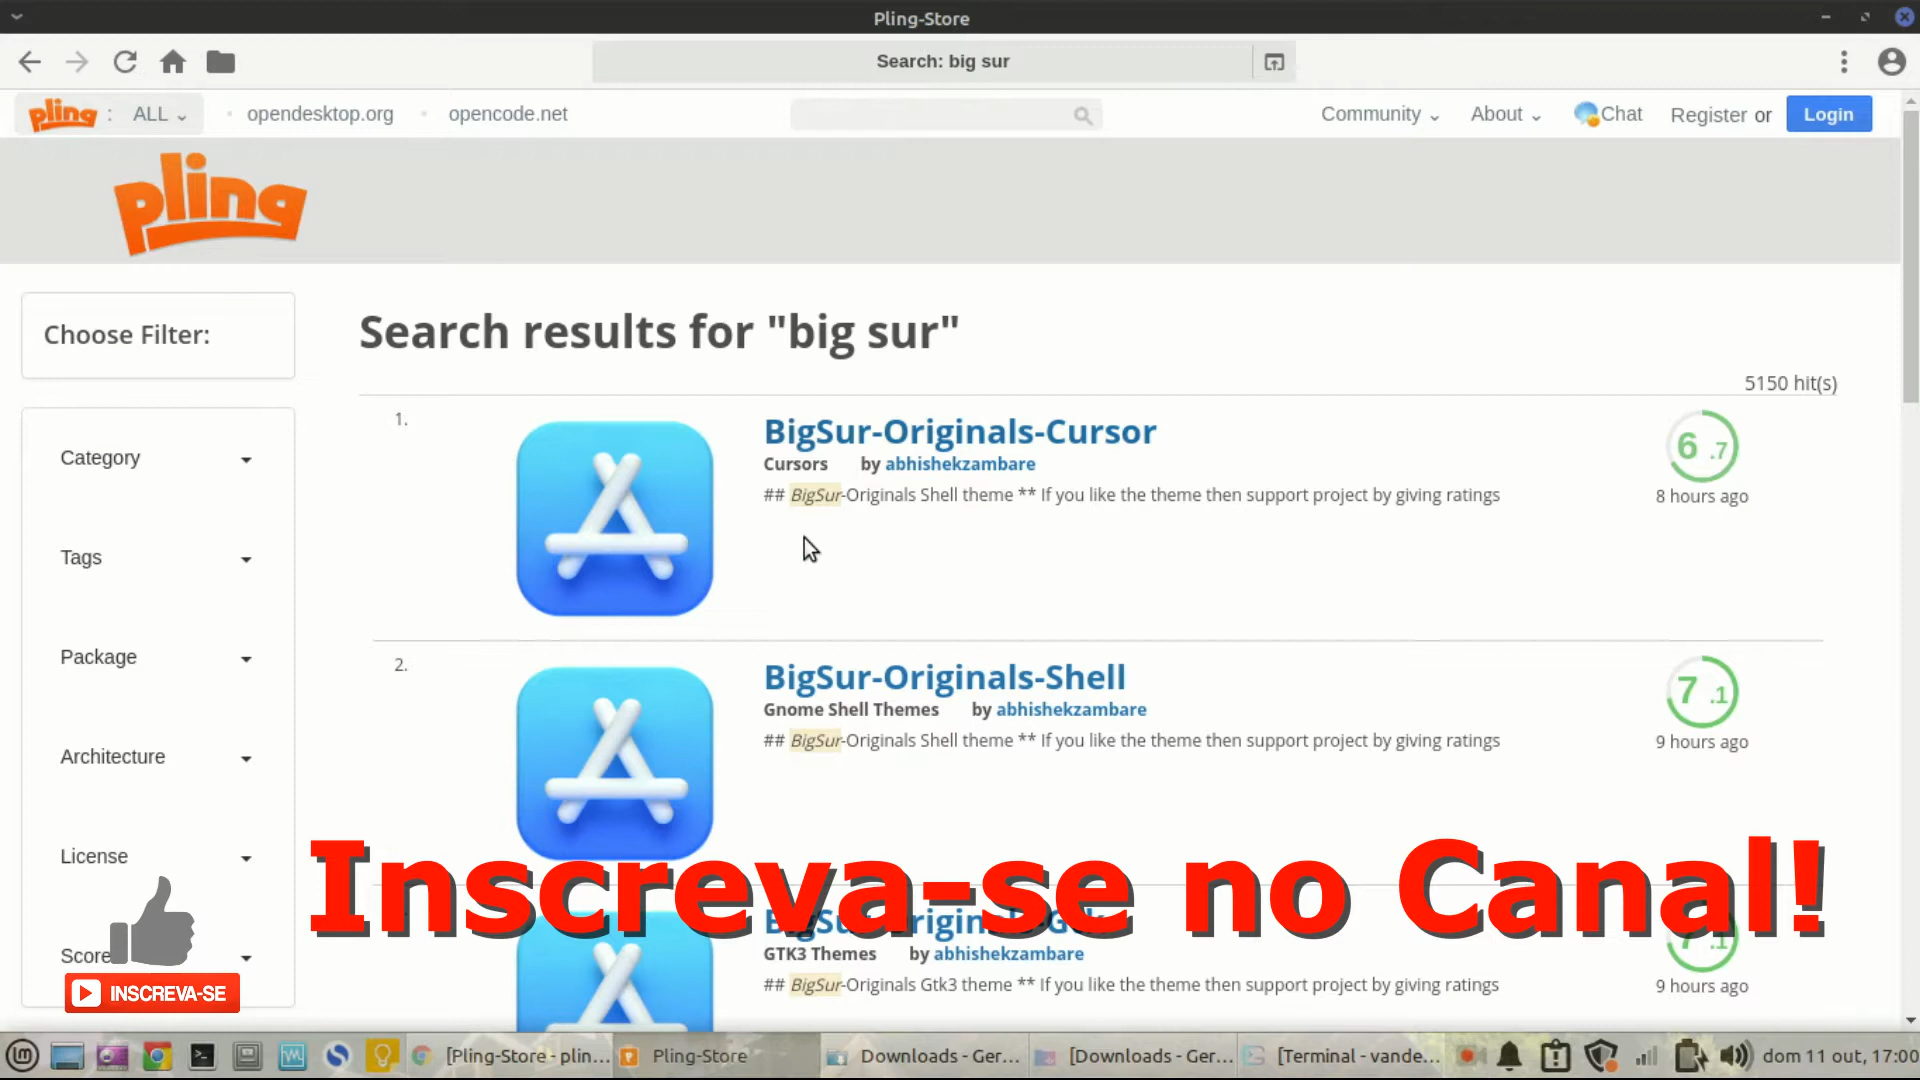 Pling-Store
Search: big sur
pling : ALL
opendesktop.org
opencode.net
Community
About
Chat
Register or
Login
pling
Choose Filter:
Category
Tags
Package
Architecture
License
Score
Search results for "big sur"
5150 hit(s)
1.
BigSur-Originals-Cursor
Cursors by abhishekzambare
## BigSur-Originals Shell theme ** If you like the theme then support project by giving ratings
6 .7
8 hours ago
2.
BigSur-Originals-Shell
Gnome Shell Themes by abhishekzambare
## BigSur-Originals Shell theme ** If you like the theme then support project by giving ratings
7 .1
9 hours ago
Inscreva-se no Canal!
BigSur-Originals-Gtk
GTK3 Themes by abhishekzambare
## BigSur-Originals Gtk3 theme ** If you like the theme then support project by giving ratings
7 .1
9 hours ago
INSCREVA-SE
[Pling-Store - plin...
Pling-Store
Downloads - Ger...
[Downloads - Ger...
[Terminal - vande...
dom 11 out, 17:00